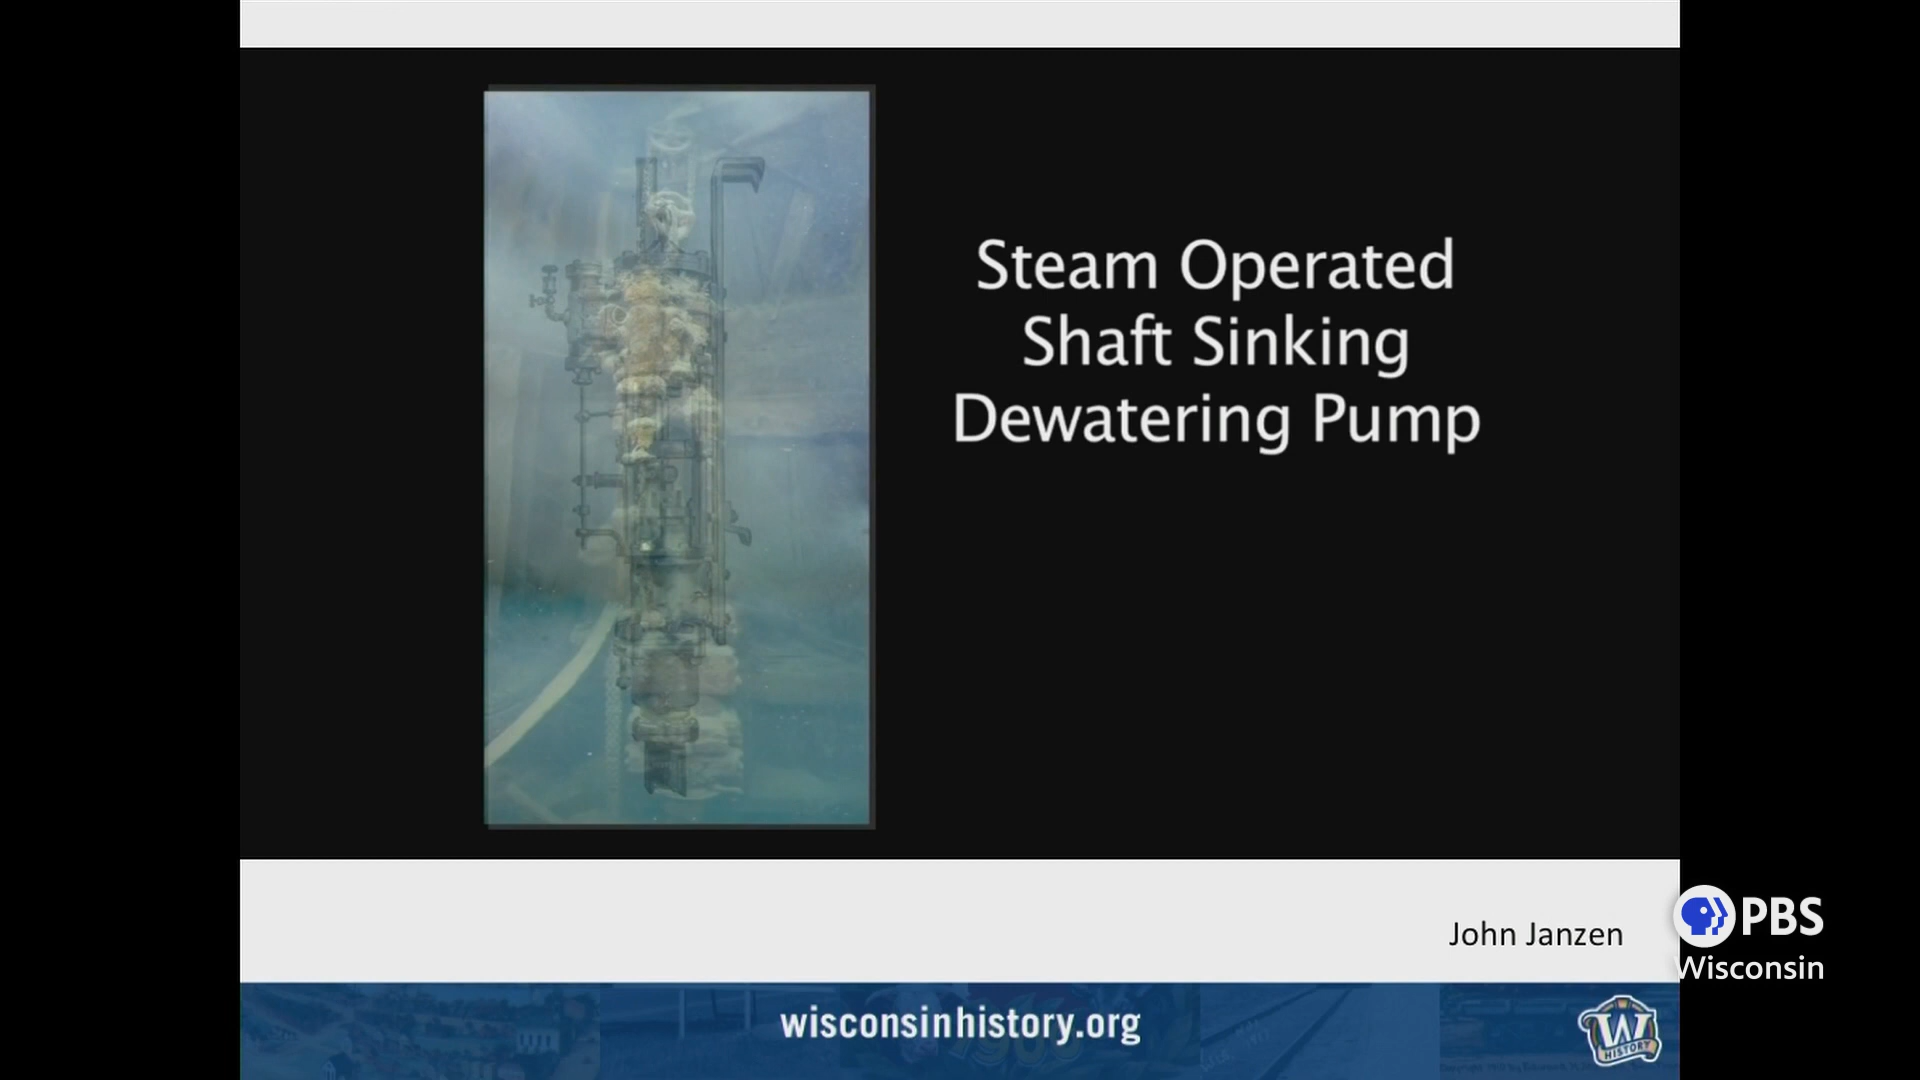 Steam Operated
Shaft Sinking
Dewatering Pump
John Janzen
PBS
Wisconsin
wisconsinhistory.org
W
HISTORY